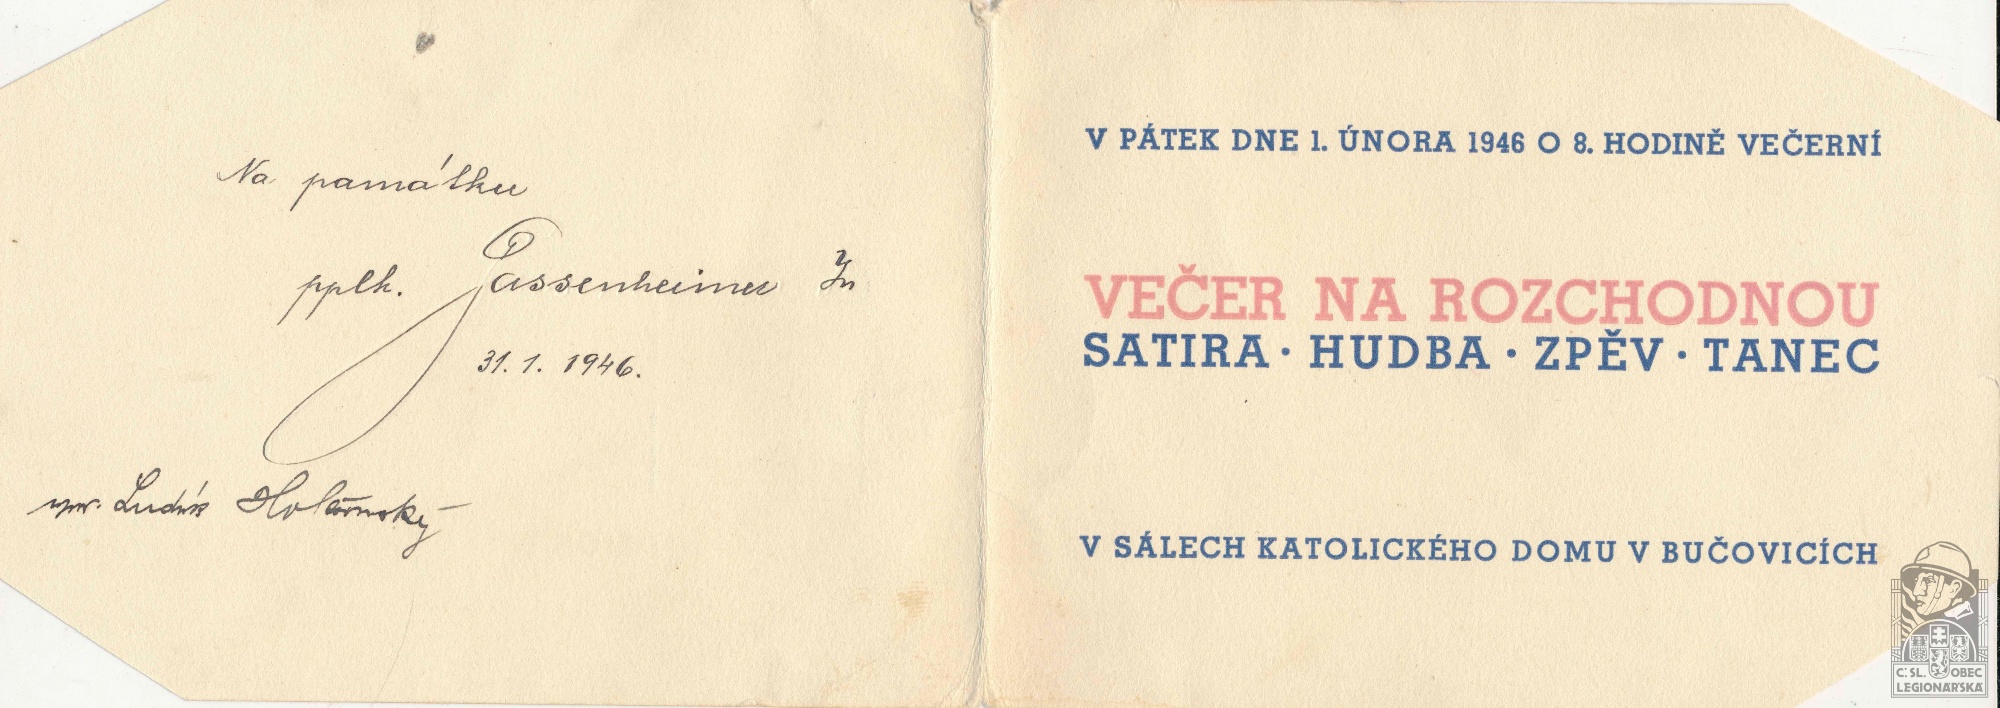 Na památku
pplk.
31. 1. 1946.
V PÁTEK DNE 1. ÚNORA 1946 O 8. HODINĚ VEČERNÍ
VEČER NA ROZCHODNOU
SATIRA · HUDBA · ZPĚV · TANEC
V SÁLECH KATOLICKÉHO DOMU V BUČOVICÍCH
Č.SL. OBEC
LEGIONÁŘSKÁ